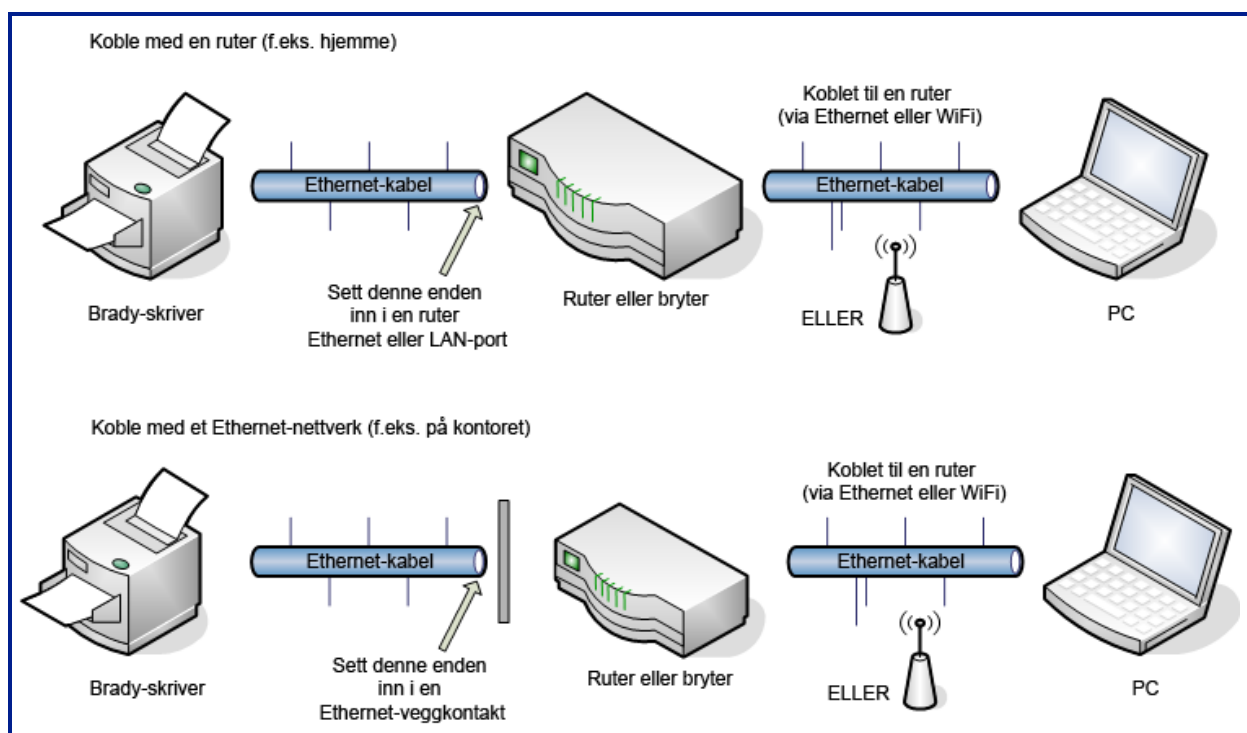 Koble med en ruter (f.eks. hjemme)
Koblet til en ruter
(via Ethernet eller WiFi)
Ethernet-kabel
Ethernet-kabel
Sett denne enden
inn i en ruter
Ethernet eller LAN-port
Brady-skriver
Ruter eller bryter
ELLER
PC
Koble med et Ethernet-nettverk (f.eks. på kontoret)
Koblet til en ruter
(via Ethernet eller WiFi)
Ethernet-kabel
Ethernet-kabel
Sett denne enden
inn i en
Ethernet-veggkontakt
Brady-skriver
Ruter eller bryter
ELLER
PC